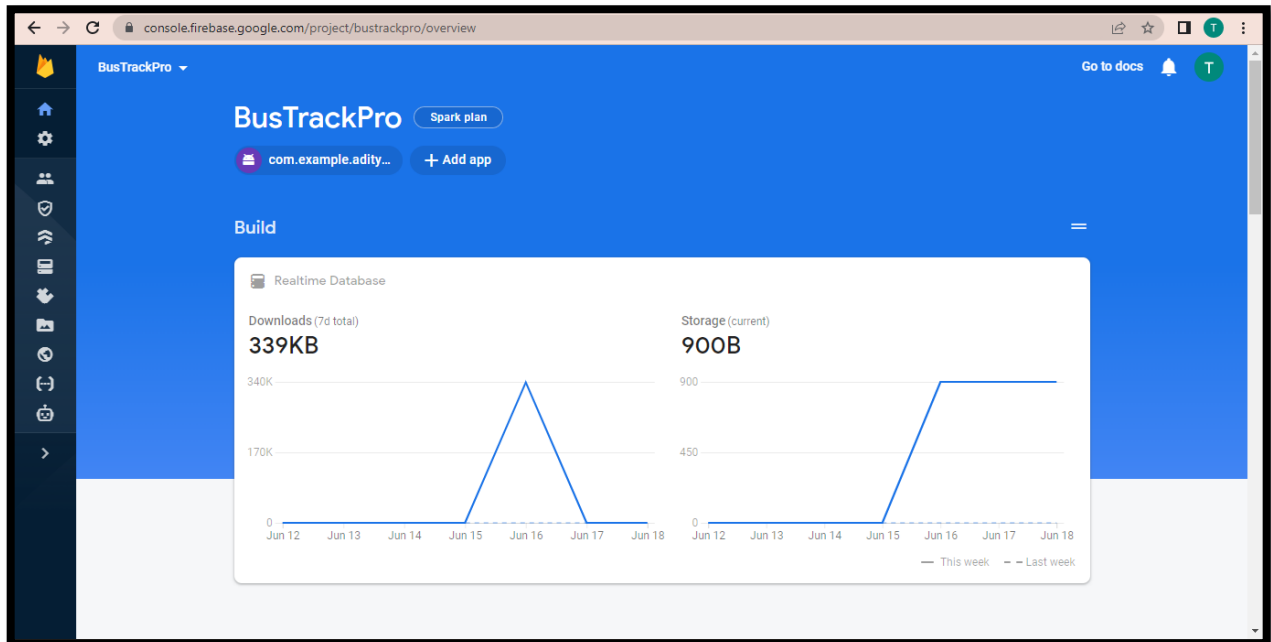 console.firebase.google.com/project/bustrackpro/overview
T
BusTrackPro
Go to docs
T
BusTrackPro
Spark plan
com.example.adity...
+ Add app
Build
Realtime Database
Downloads (7d total)
339KB
340K
170K
0
Jun 12 Jun 13 Jun 14 Jun 15 Jun 16 Jun 17 Jun 18
Storage (current)
900B
900
450
0
Jun 12 Jun 13 Jun 14 Jun 15 Jun 16 Jun 17 Jun 18
This week Last week